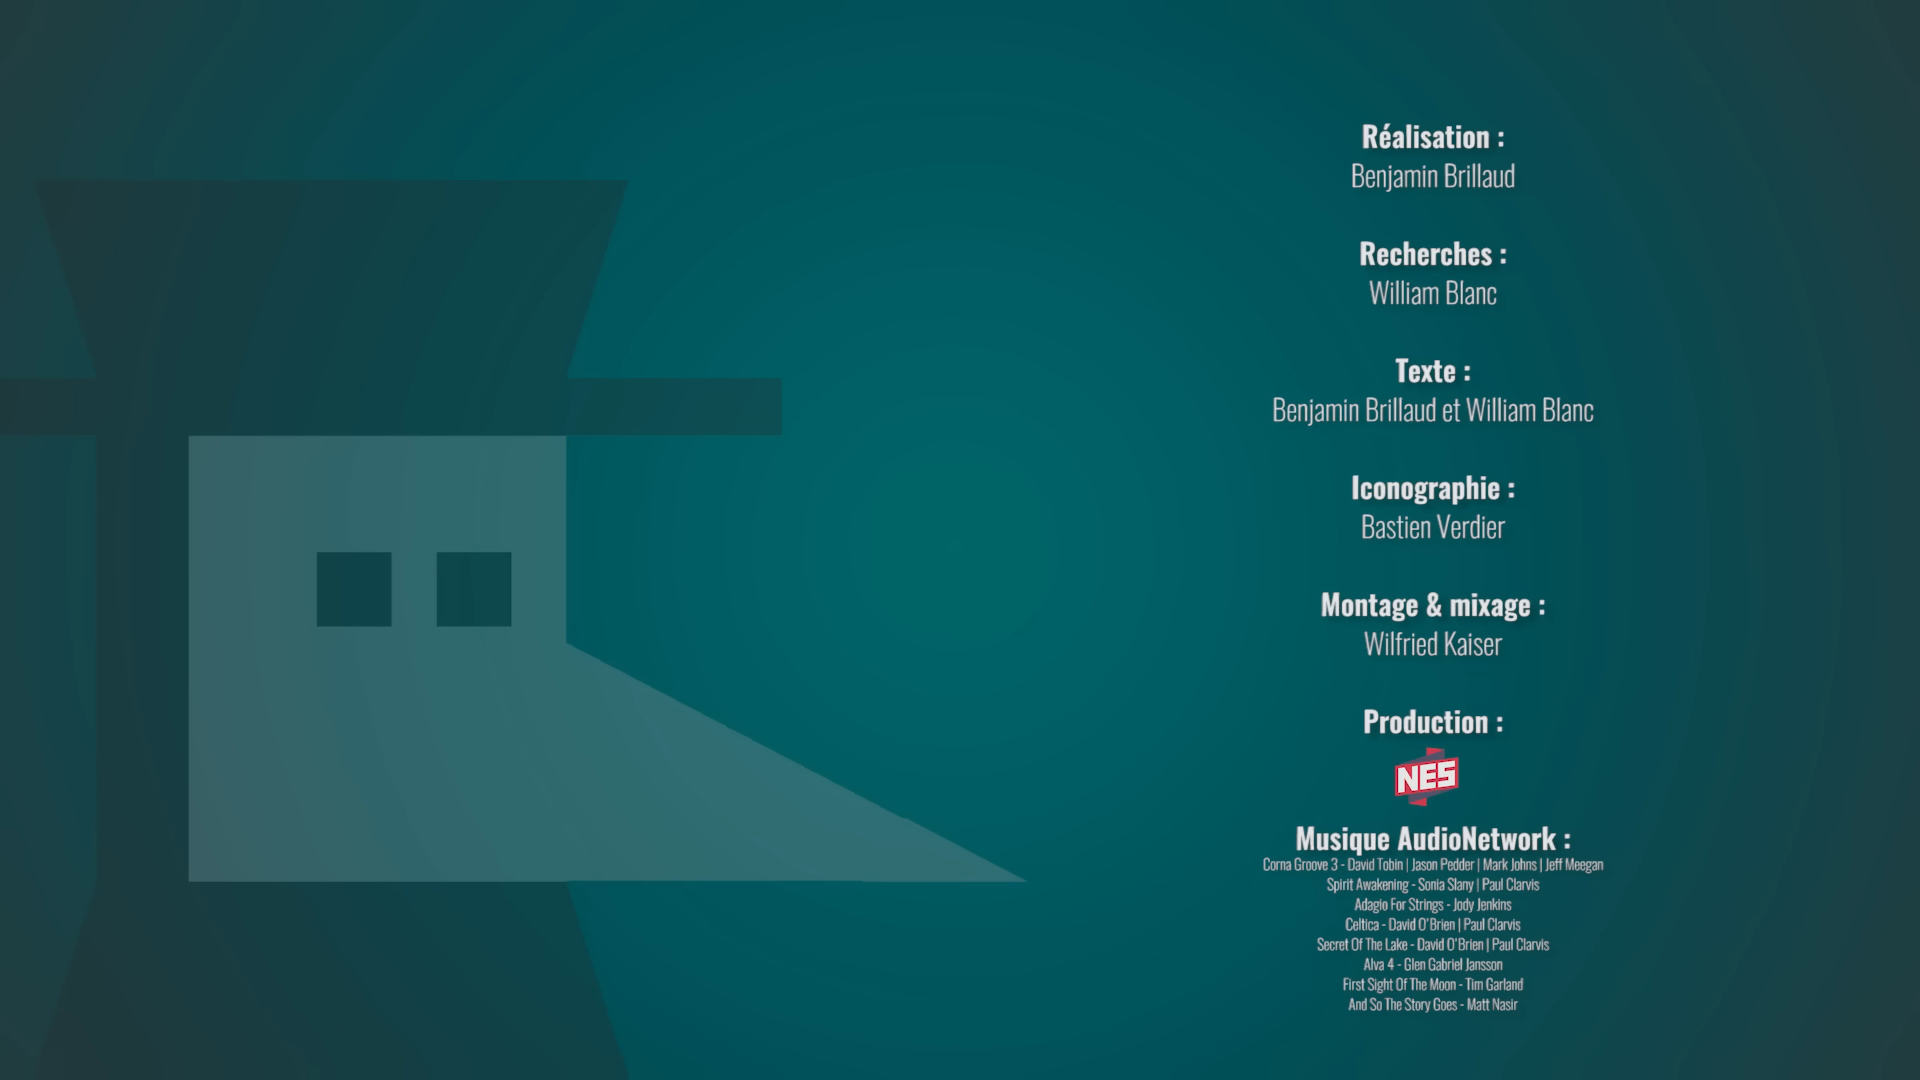 Réalisation :
Benjamin Brillaud
Recherches :
William Blanc
Texte :
Benjamin Brillaud et William Blanc
Iconographie :
Bastien Verdier
Montage & mixage :
Wilfried Kaiser
Production :
NES
Musique AudioNetwork :
Corna Groove 3 - David Tobin | Jason Pedder | Mark Johns | Jeff Meegan
Spirit Awakening - Sonia Slany | Paul Clarvis
Adagio For Strings - Jody Jenkins
Celtica - David O'Brien | Paul Clarvis
Secret Of The Lake - David O'Brien | Paul Clarvis
Alva 4 - Glen Gabriel Jansson
First Sight Of The Moon - Tim Garland
And So The Story Goes - Matt Nasir